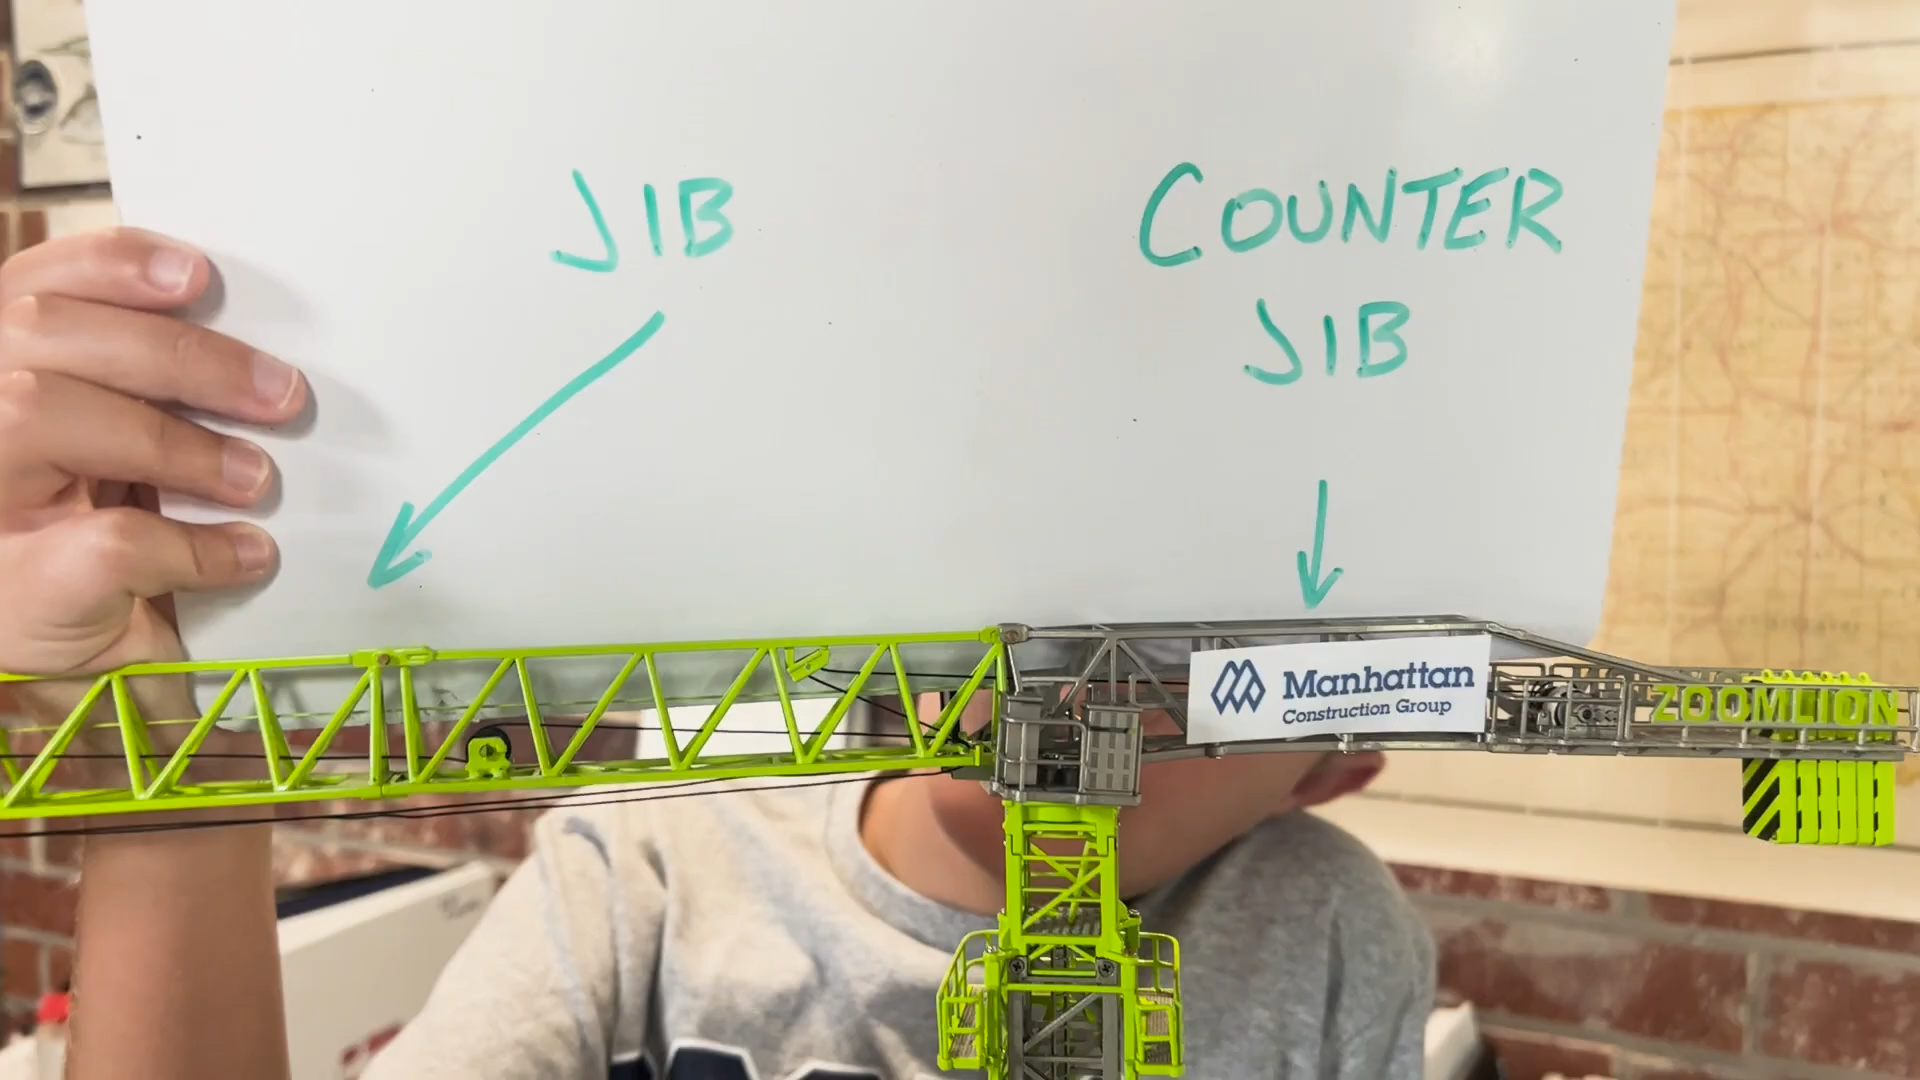 JIB
COUNTER
JIB
Manhattan
Construction Group
ZOOMLION